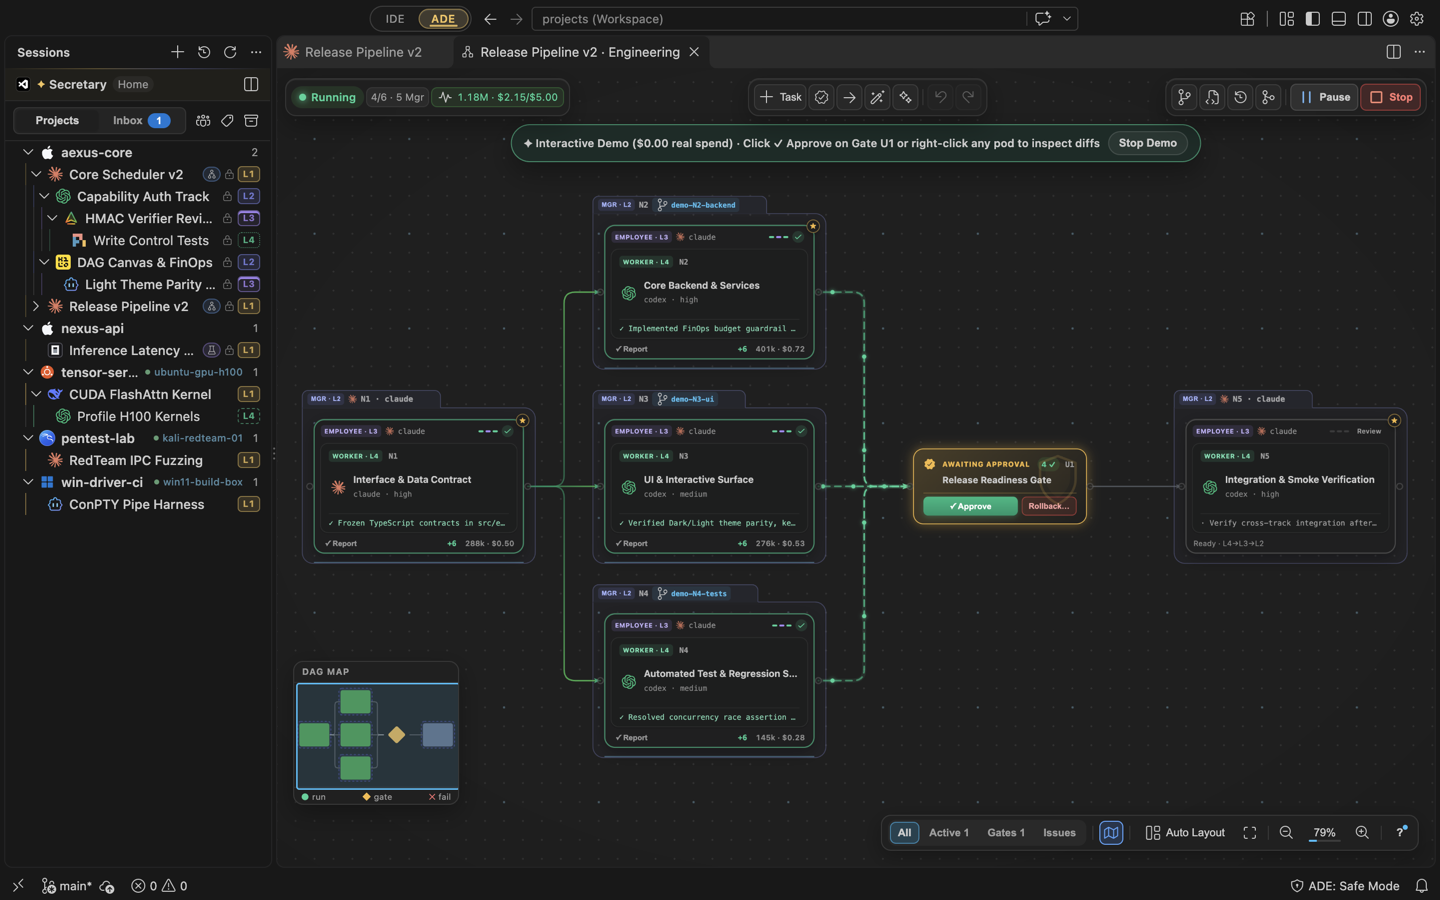 IDE ADE projects (Workspace)
Sessions
Secretary Home
Projects Inbox 1
aexus-core 2
Core Scheduler v2 L1
Capability Auth Track L2
HMAC Verifier Revi... L3
Write Control Tests L4
DAG Canvas & FinOps L2
Light Theme Parity ... L3
Release Pipeline v2 L1
nexus-api 1
Inference Latency ... L1
tensor-ser... ubuntu-gpu-h100 1
CUDA FlashAttn Kernel L1
Profile H100 Kernels L4
pentest-lab kali-redteam-01 1
RedTeam IPC Fuzzing L1
win-driver-ci win11-build-box 1
ConPTY Pipe Harness L1
Release Pipeline v2
Release Pipeline v2 · Engineering
Running 4/6 · 5 Mgr 1.18M · $2.15/$5.00
Task
Pause Stop
✦ Interactive Demo ($0.00 real spend) · Click ✓ Approve on Gate U1 or right-click any pod to inspect diffs Stop Demo
MGR · L2 N1 · claude
EMPLOYEE · L3 claude
WORKER · L4 N1
Interface & Data Contract
claude · high
✓ Frozen TypeScript contracts in src/e…
✓ Report +6 288k · $0.50
MGR · L2 N2 demo-N2-backend
EMPLOYEE · L3 claude
WORKER · L4 N2
Core Backend & Services
codex · high
✓ Implemented FinOps budget guardrail …
✓ Report +6 401k · $0.72
MGR · L2 N3 demo-N3-ui
EMPLOYEE · L3 claude
WORKER · L4 N3
UI & Interactive Surface
codex · medium
✓ Verified Dark/Light theme parity, ke…
✓ Report +6 276k · $0.53
MGR · L2 N4 demo-N4-tests
EMPLOYEE · L3 claude
WORKER · L4 N4
Automated Test & Regression S...
codex · medium
✓ Resolved concurrency race assertion …
✓ Report +6 145k · $0.28
AWAITING APPROVAL 4 ✓ U1
Release Readiness Gate
✓ Approve Rollback...
MGR · L2 N5 · claude
EMPLOYEE · L3 claude Review
WORKER · L4 N5
Integration & Smoke Verification
codex · high
· Verify cross-track integration after…
Ready · L4→L3→L2
DAG MAP
run gate fail
All Active 1 Gates 1 Issues Auto Layout 79% ?
main* 0 0 ADE: Safe Mode